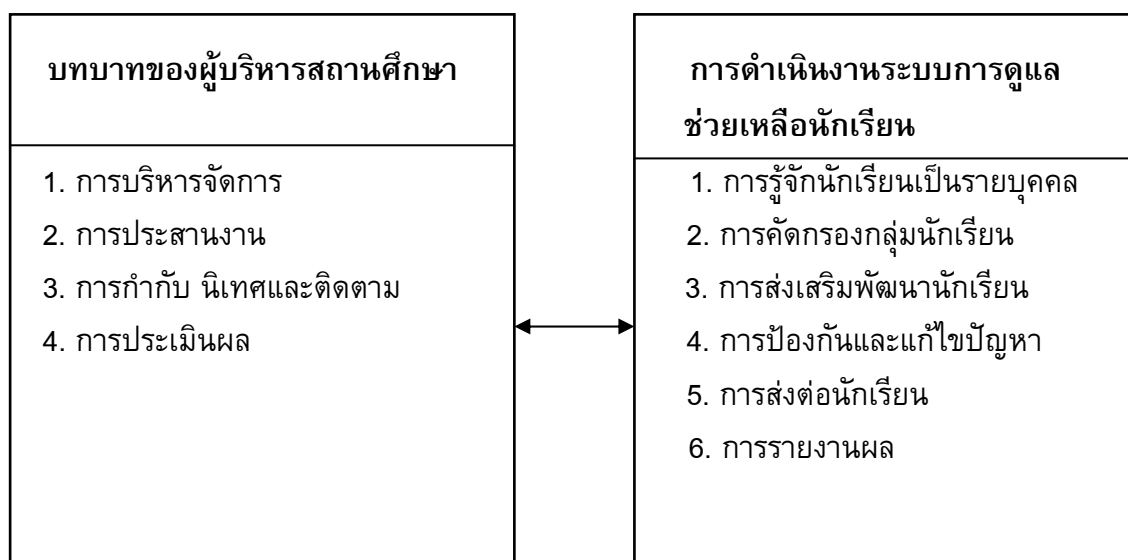 บทบาทของผู้บริหารสถานศึกษา
1. การบริหารจัดการ
2. การประสานงาน
3. การกำกับ นิเทศและติดตาม
4. การประเมินผล
การดำเนินงานระบบการดูแล
ช่วยเหลือนักเรียน
1. การรู้จักนักเรียนเป็นรายบุคคล
2. การคัดกรองกลุ่มนักเรียน
3. การส่งเสริมพัฒนานักเรียน
4. การป้องกันและแก้ไขปัญหา
5. การส่งต่อนักเรียน
6. การรายงานผล